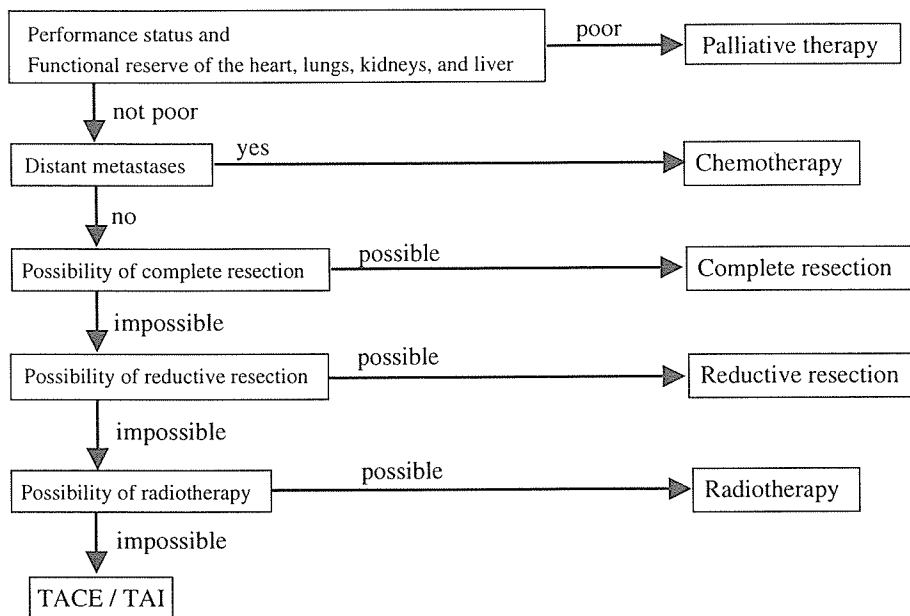 Performance status and
Functional reserve of the heart, lungs, kidneys, and liver
poor
Palliative therapy
not poor
Distant metastases
yes
Chemotherapy
no
Possibility of complete resection
possible
Complete resection
impossible
Possibility of reductive resection
possible
Reductive resection
impossible
Possibility of radiotherapy
possible
Radiotherapy
impossible
TACE / TAI